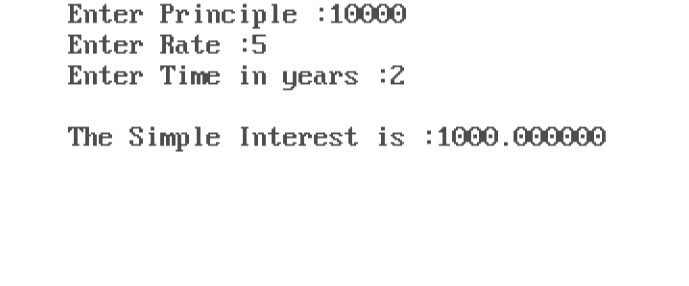 Enter Principle :10000
Enter Rate :5
Enter Time in years :2
The Simple Interest is :1000.000000